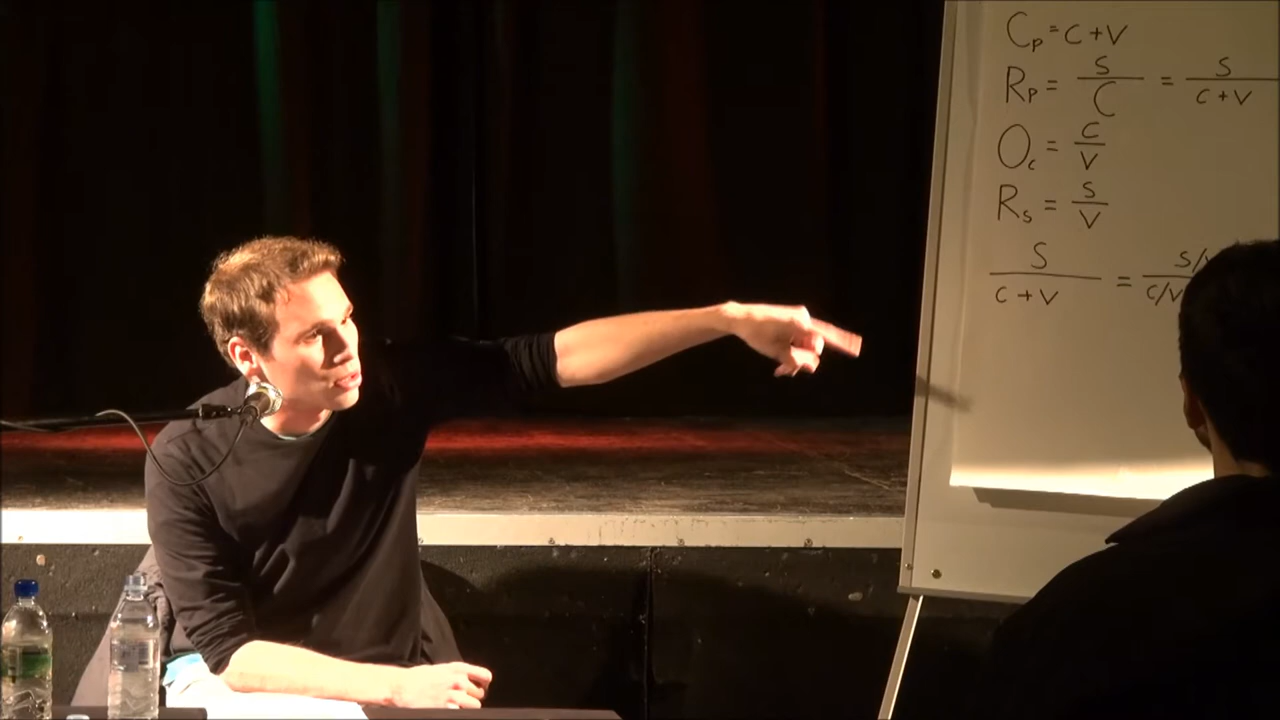 Cp = C + V
Rp = S/C = S/C + V
Oc = C/V
Rs = S/V
S/C + V = S/V/C/V